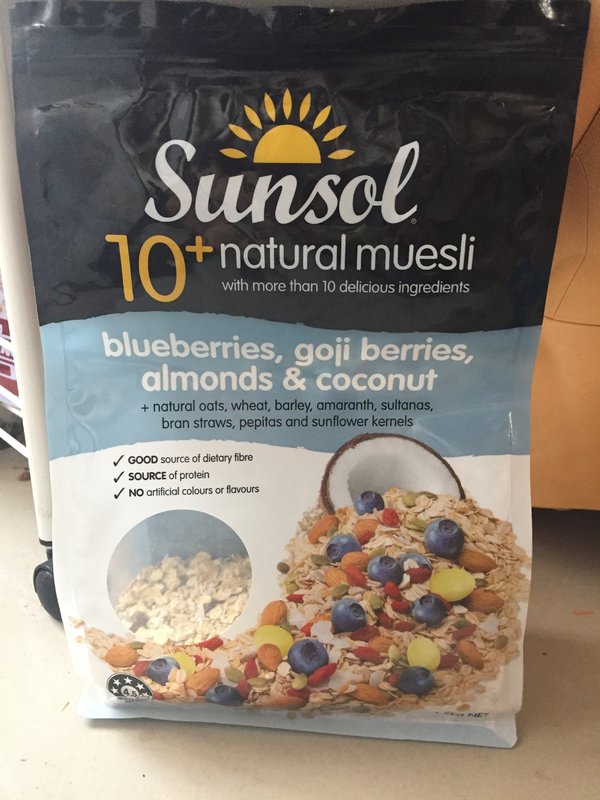 Sunsol
10+ natural muesli
with more than 10 delicious ingredients
blueberries, goji berries,
almonds & coconut
+ natural oats, wheat, barley, amaranth, sultanas,
bran straws, pepitas and sunflower kernels
✓ GOOD source of dietary fibre
✓ SOURCE of protein
✓ NO artificial colours or flavours
4.5
NET